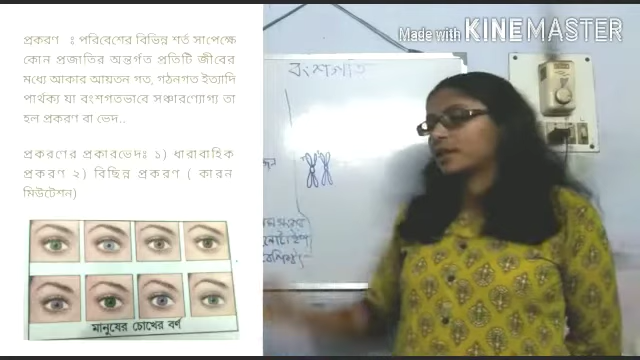 Made with KINEMASTER
প্রকরণ : পরিবেশের বিভিন্ন শর্ত সাপেক্ষে
কোন প্রজাতির অন্তর্গত প্রতিটি জীবের
মধ্যে আকার আয়তন গত, গঠনগত ইত্যাদি
পার্থক্য যা বংশগতভাবে সঞ্চারণযোগ্য তা
হল প্রকরণ বা ভেদ..
প্রকরণের প্রকারভেদঃ ১) ধারাবাহিক
প্রকরণ ২) বিছিন্ন প্রকরণ ( কারন
মিউটেশন)
মানুষের চোখের বর্ণ
বংশগতি